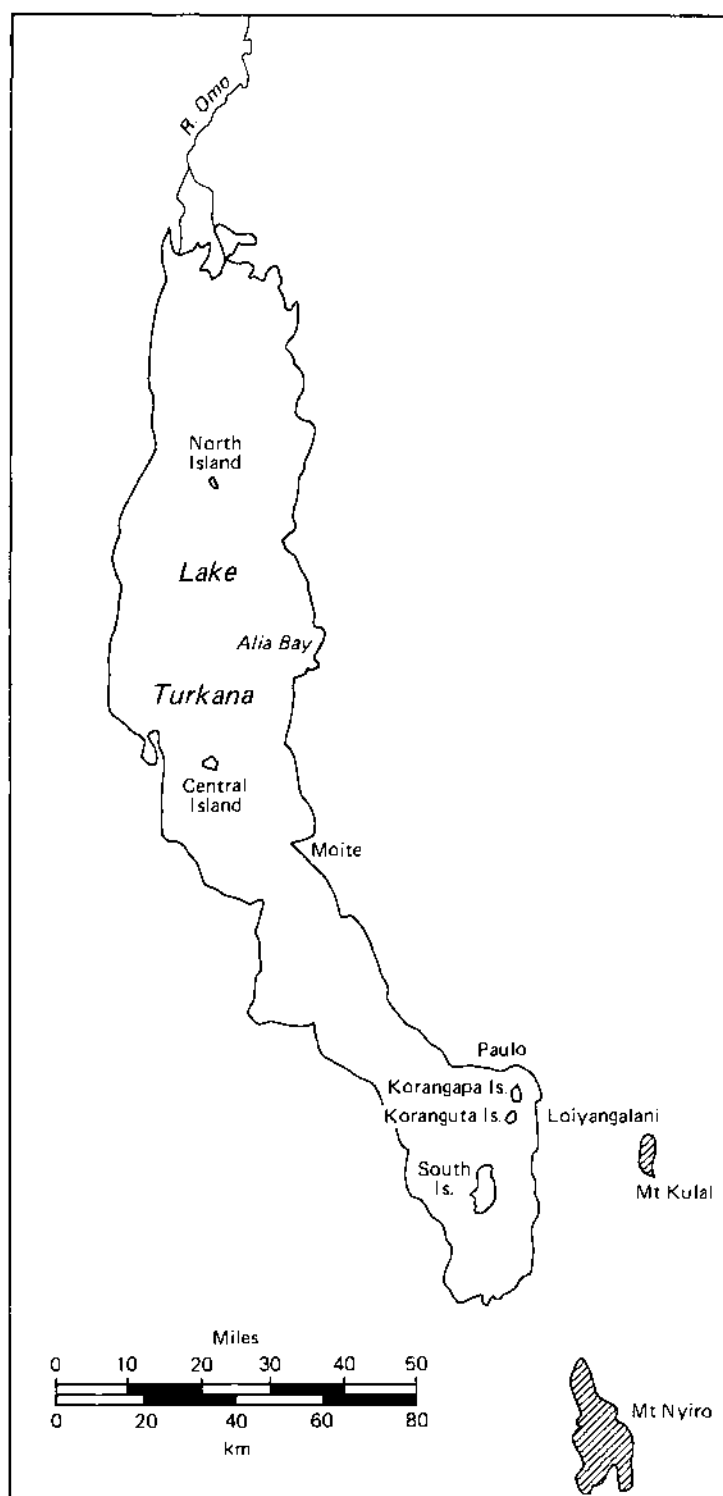 R. Omo
North
Island
Lake
Alia Bay
Turkana
Central
Island
Moite
Paulo
Korangapa Is.
Koranguta Is.
Loiyangalani
South
Is.
Mt Kulal
Miles
0 10 20 30 40 50
0 20 40 60 80
km
Mt Nyiro